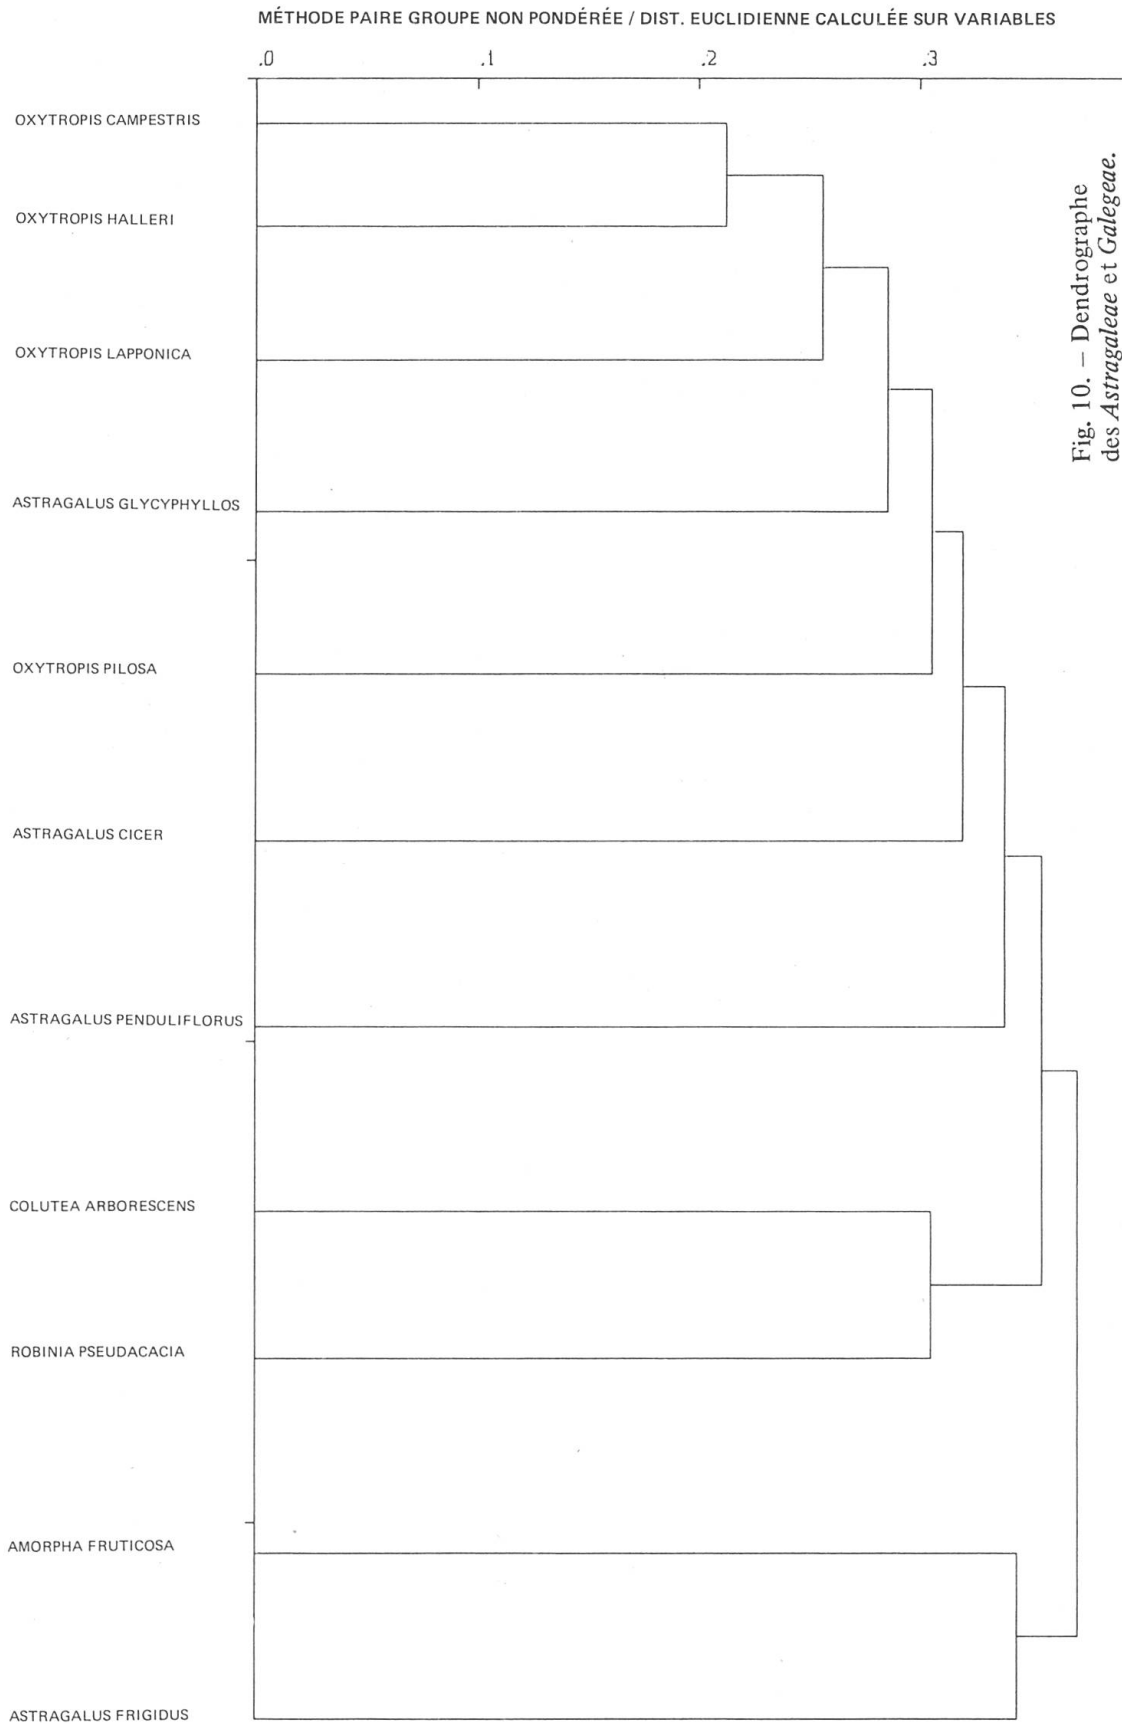 MÉTHODE PAIRE GROUPE NON PONDÉRÉE / DIST. EUCLIDIENNE CALCULÉE SUR VARIABLES
.0 .1 .2 .3
OXYTROPIS CAMPESTRIS
OXYTROPIS HALLERI
OXYTROPIS LAPPONICA
ASTRAGALUS GLYCYPHYLLOS
OXYTROPIS PILOSA
ASTRAGALUS CICER
ASTRAGALUS PENDULIFLORUS
COLUTEA ARBORESCENS
ROBINIA PSEUDACACIA
AMORPHA FRUTICOSA
ASTRAGALUS FRIGIDUS
Fig. 10. – Dendrographe
des Astragaleae et Galegeae.